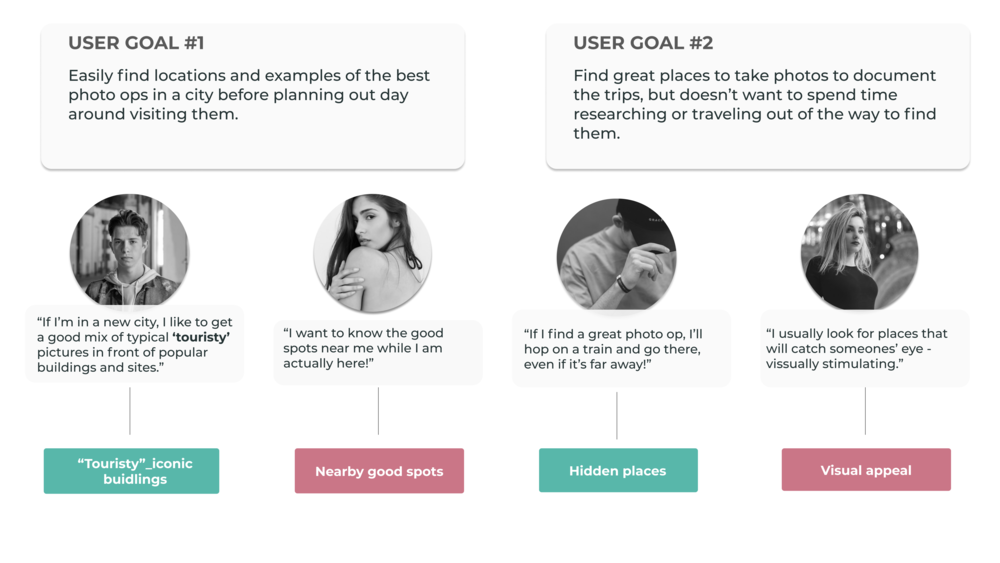 USER GOAL #1
Easily find locations and examples of the best
photo ops in a city before planning out day
around visiting them.
USER GOAL #2
Find great places to take photos to document
the trips, but doesn’t want to spend time
researching or traveling out of the way to find
them.
“If I’m in a new city, I like to get
a good mix of typical ‘touristy’
pictures in front of popular
buildings and sites.”
“I want to know the good
spots near me while I am
actually here!”
“If I find a great photo op, I’ll
hop on a train and go there,
even if it’s far away!”
“I usually look for places that
will catch someones’ eye -
vissually stimulating.”
“Touristy”_iconic
buidlings
Nearby good spots
Hidden places
Visual appeal